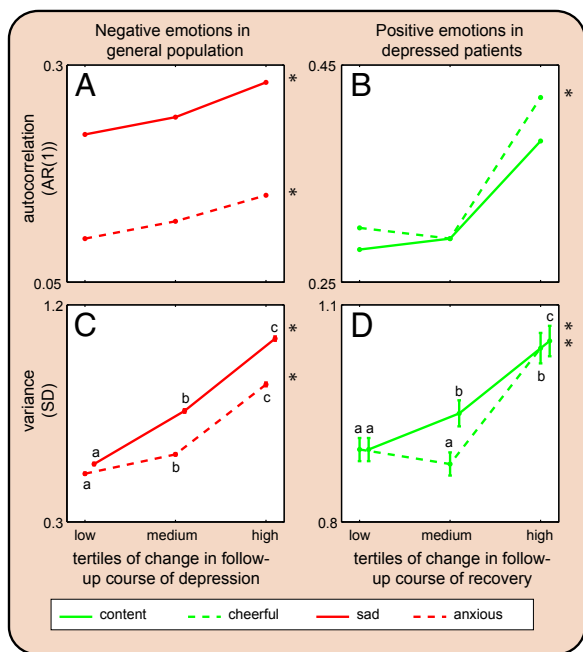 Negative emotions in
general population
Positive emotions in
depressed patients
A
0.3
0.05
autocorrelation
(AR(1))
*
*
B
0.45
0.25
*
C
1.2
0.3
variance
(SD)
a
a
b
b
c
c
*
*
low
medium
high
tertiles of change in follow-
up course of depression
D
1.1
0.8
a a
b
a
c
b
*
*
low
medium
high
tertiles of change in follow-
up course of recovery
content
cheerful
sad
anxious